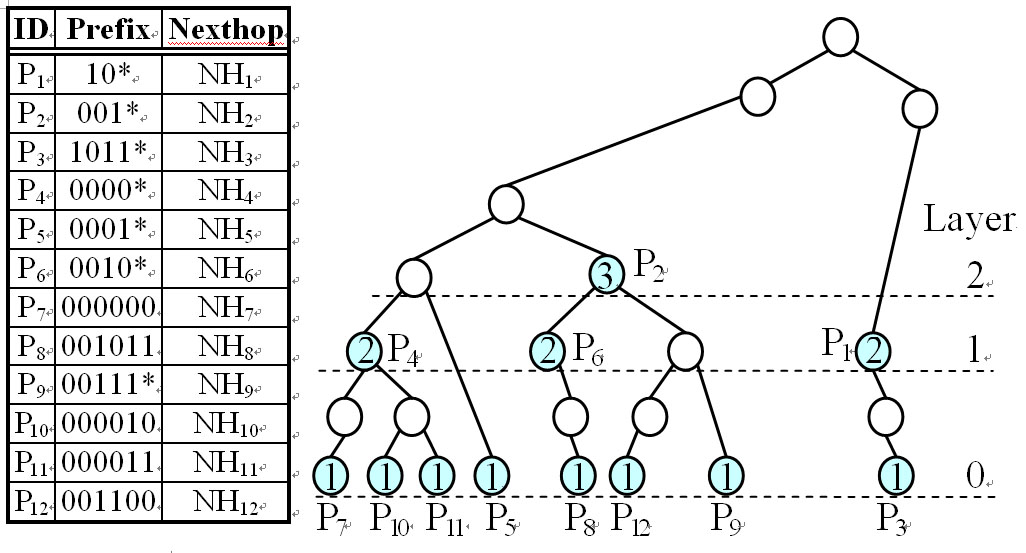 ID Prefix Nexthop
P1 10* NH1
P2 001* NH2
P3 1011* NH3
P4 0000* NH4
P5 0001* NH5
P6 0010* NH6
P7 000000 NH7
P8 001011 NH8
P9 00111* NH9
P10 000010 NH10
P11 000011 NH11
P12 001100 NH12
Layer
3 P2 2
2 P4 2 P6 P1 2 1
1 1 1 1 1 1 1 1 0
P7 P10 P11 P5 P8 P12 P9 P3